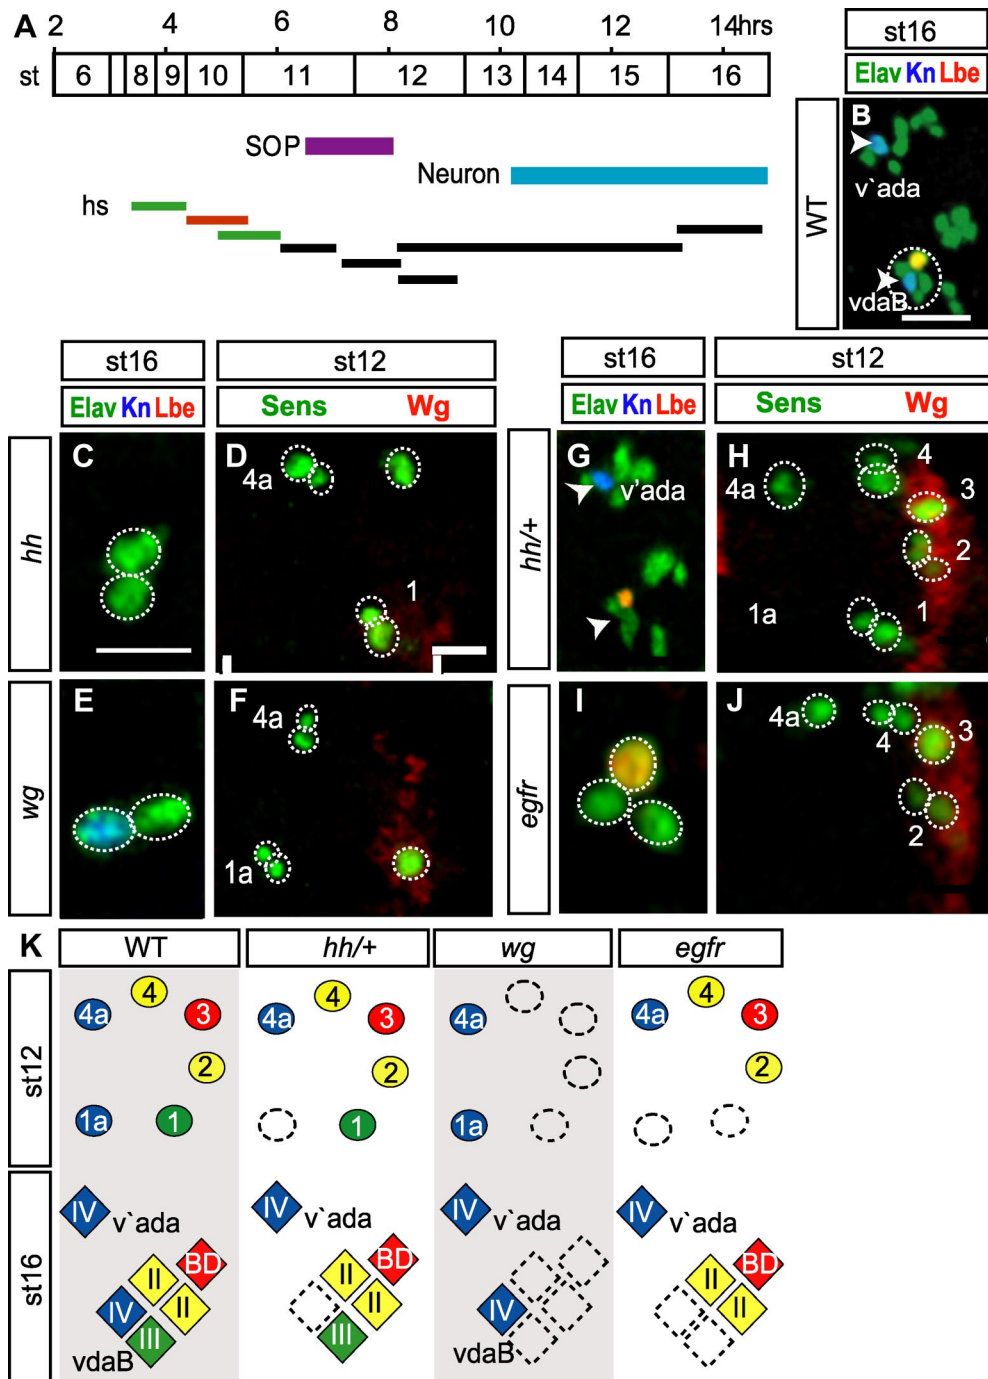 A
2 4 6 8 10 12 14hrs
st 6 8 9 10 11 12 13 14 15 16
SOP
Neuron
hs
st16
Elav Kn Lbe
WT
B
v`ada
vdaB
st16
Elav Kn Lbe
st12
Sens Wg
st16
Elav Kn Lbe
st12
Sens Wg
hh
C
D
4a
1
hh/+
G
v'ada
H
4
4a
3
2
1
1a
wg
E
F
4a
1a
egfr
I
J
4a
4
3
2
K
WT hh/+ wg egfr
st12
4a 4 3 2 1a 1
4a 4 3 2 1
4a 1a
4a 4 3 2
st16
IV v`ada BD II IV II III vdaB
IV v`ada BD II II III
IV v`ada IV vdaB
IV v`ada BD II II